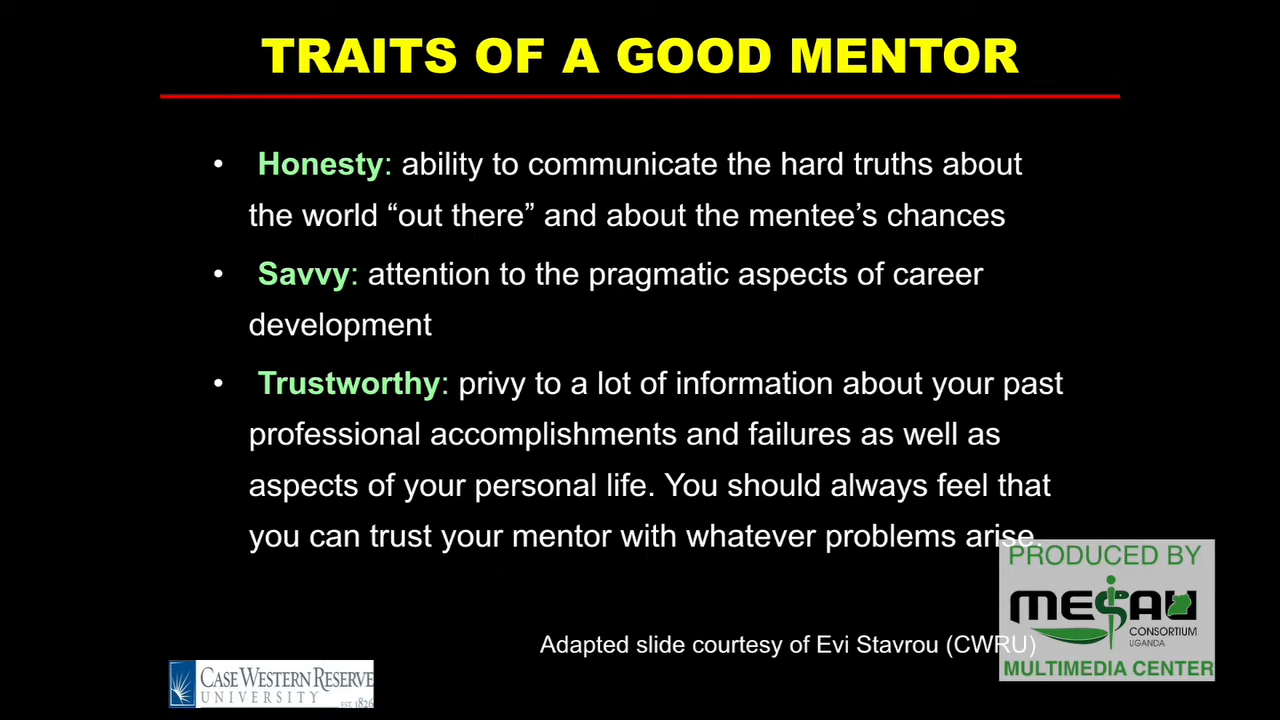 TRAITS OF A GOOD MENTOR
• Honesty: ability to communicate the hard truths about
the world “out there” and about the mentee’s chances
• Savvy: attention to the pragmatic aspects of career
development
• Trustworthy: privy to a lot of information about your past
professional accomplishments and failures as well as
aspects of your personal life. You should always feel that
you can trust your mentor with whatever problems arise.
PRODUCED BY
MESAU
CONSORTIUM
UGANDA
MULTIMEDIA CENTER
Adapted slide courtesy of Evi Stavrou (CWRU)
CASE WESTERN RESERVE
UNIVERSITY
EST. 1826